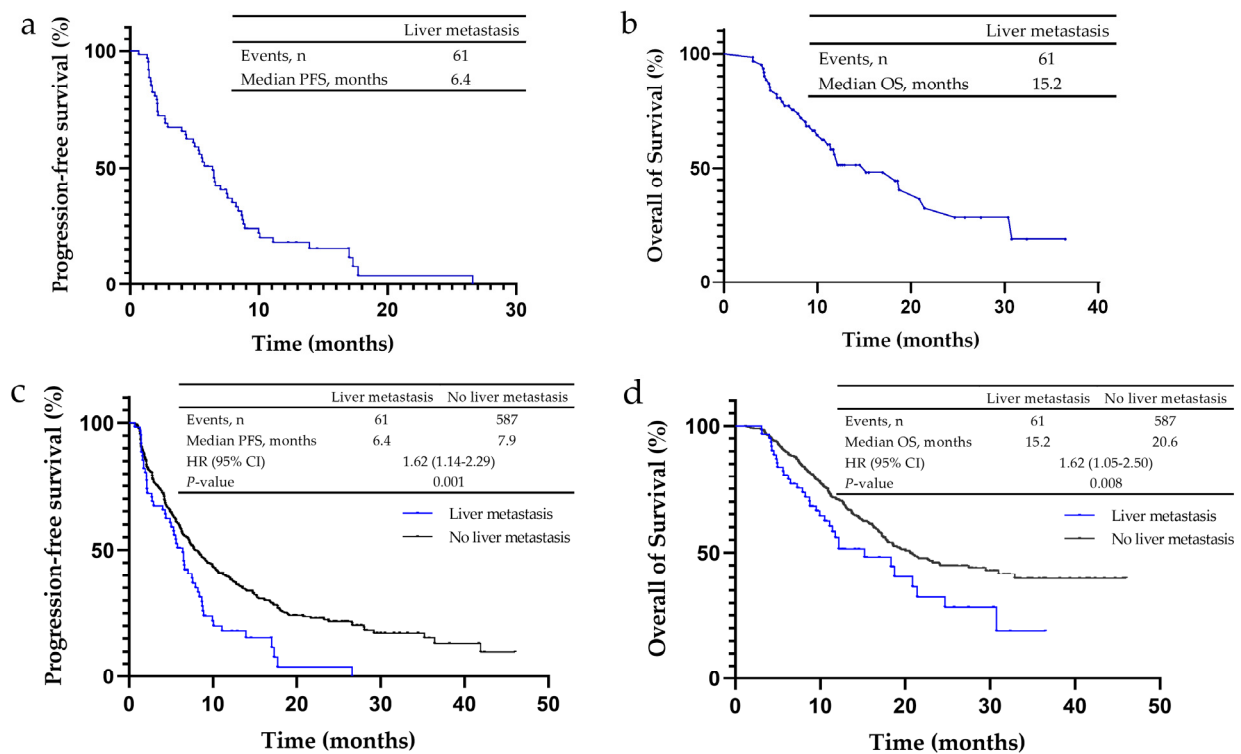 a
Liver metastasis
Events, n 61
Median PFS, months 6.4
Progression-free survival (%)
100
50
0
0 10 20 30
Time (months)
b
Liver metastasis
Events, n 61
Median OS, months 15.2
Overall of Survival (%)
100
50
0
0 10 20 30 40
Time (months)
c
Liver metastasis No liver metastasis
Events, n 61 587
Median PFS, months 6.4 7.9
HR (95% CI) 1.62 (1.14-2.29)
P-value 0.001
Liver metastasis
No liver metastasis
Progression-free survival (%)
100
50
0
0 10 20 30 40 50
Time (months)
d
Liver metastasis No liver metastasis
Events, n 61 587
Median OS, months 15.2 20.6
HR (95% CI) 1.62 (1.05-2.50)
P-value 0.008
Liver metastasis
No liver metastasis
Overall of Survival (%)
100
50
0
0 10 20 30 40 50
Time (months)